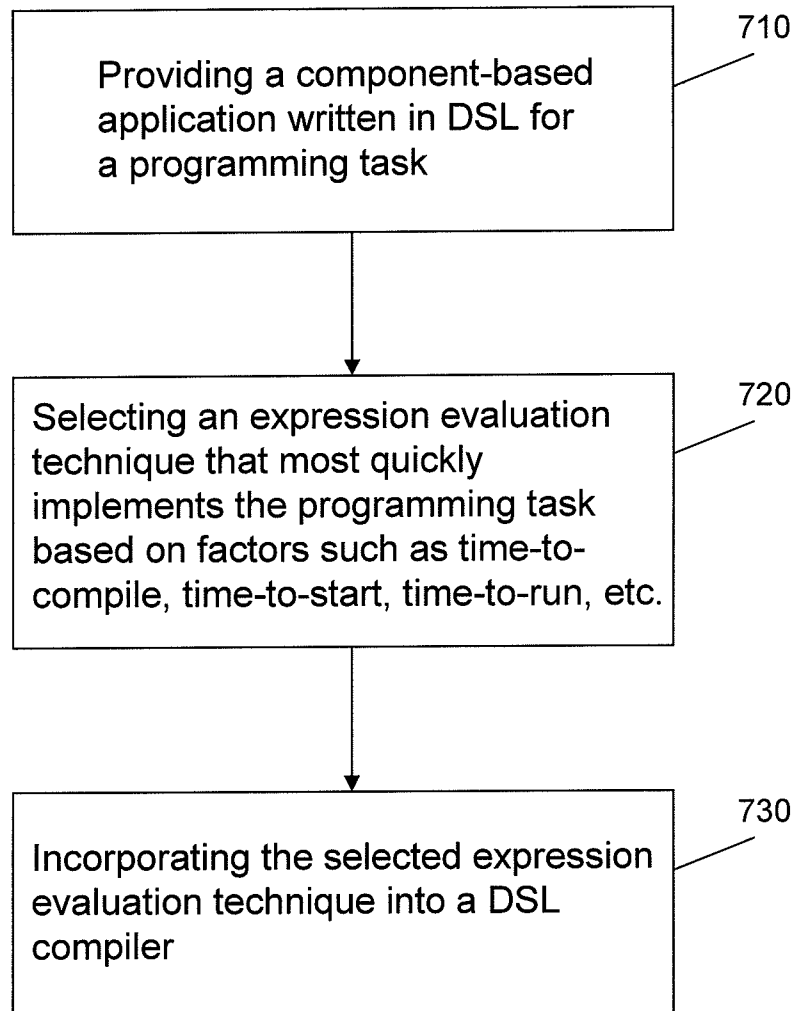 710
Providing a component-based
application written in DSL for
a programming task
720
Selecting an expression evaluation
technique that most quickly
implements the programming task
based on factors such as time-to-
compile, time-to-start, time-to-run, etc.
730
Incorporating the selected expression
evaluation technique into a DSL
compiler